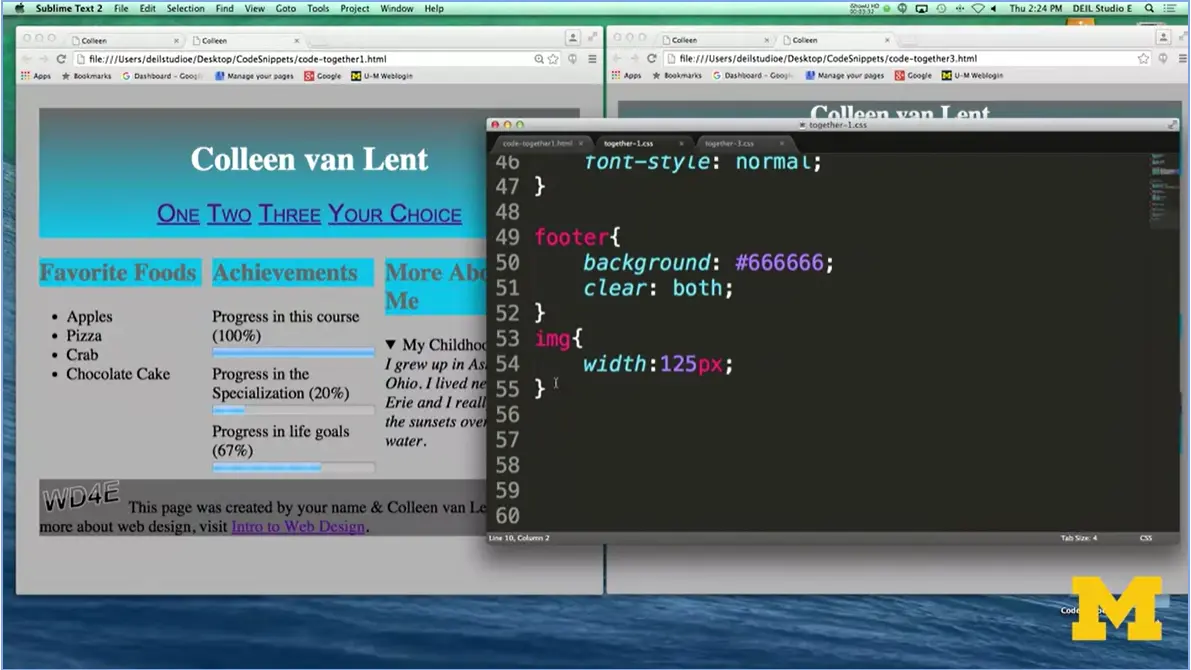 Sublime Text 2 File Edit Selection Find View Goto Tools Project Window Help Thu 2:24 PM DEIL Studio E
Colleen Colleen
file:///Users/deilstudioe/Desktop/CodeSnippets/code-together1.html
Apps Bookmarks Dashboard - Goog Manage your pages Google U-M Weblogin
Colleen van Lent
One Two Three Your Choice
Favorite Foods
Apples
Pizza
Crab
Chocolate Cake
Achievements
Progress in this course
(100%)
Progress in the
Specialization (20%)
Progress in life goals
(67%)
More Abo
Me
▼ My Childhoo
I grew up in As
Ohio. I lived ne
Erie and I reall
the sunsets over
water.
WD4E This page was created by your name & Colleen van Le
more about web design, visit Intro to Web Design.
Colleen Colleen
file:///Users/deilstudioe/Desktop/CodeSnippets/code-together3.html
Apps Bookmarks Dashboard - Goog Manage your pages Google U-M Weblogin
Colleen van Lent
together-1.css
code-together1.html together-1.css together-3.css
46 font-style: normal;
47 }
48
49 footer{
50 background: #666666;
51 clear: both;
52 }
53 img{
54 width:125px;
55 }
56
57
58
59
60
Line 10, Column 2 Tab Size: 4 CSS
M